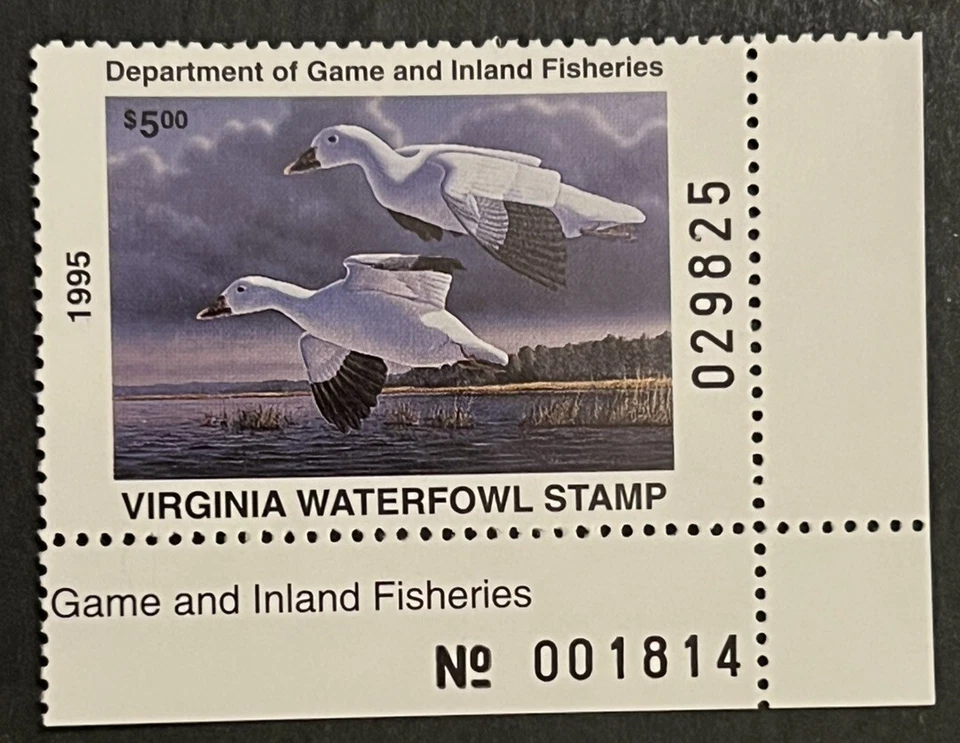 Department of Game and Inland Fisheries
$5.00
1995
029825
VIRGINIA WATERFOWL STAMP
Game and Inland Fisheries
Nº 001814